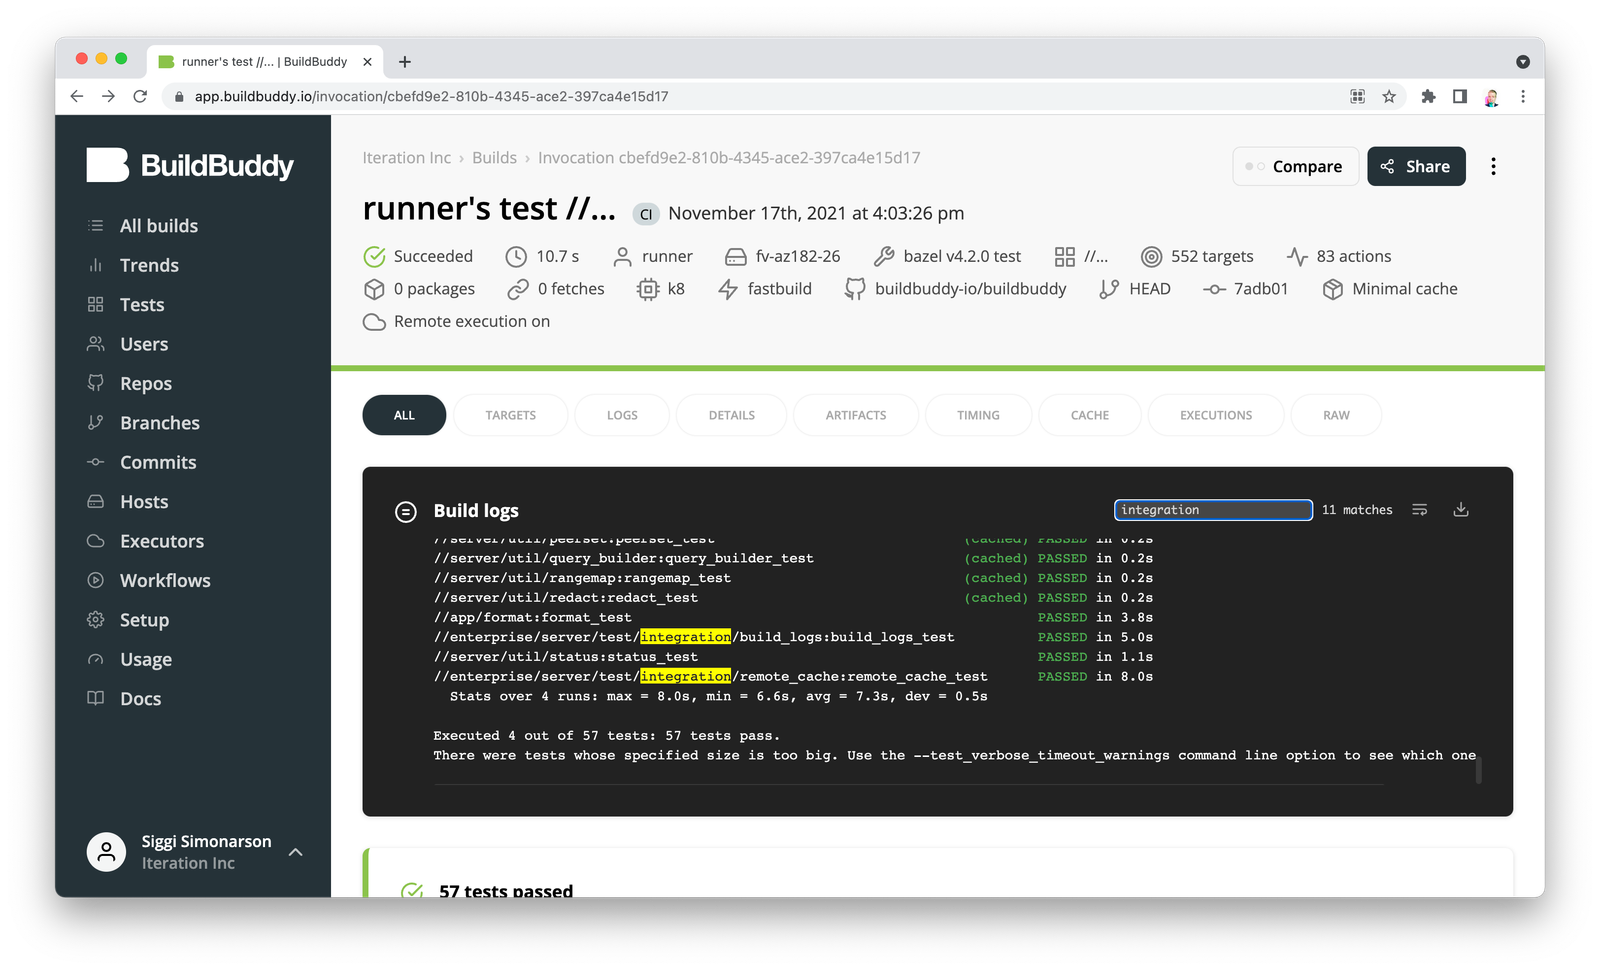 runner's test //... | BuildBuddy
app.buildbuddy.io/invocation/cbefd9e2-810b-4345-ace2-397ca4e15d17
BuildBuddy
All builds
Trends
Tests
Users
Repos
Branches
Commits
Hosts
Executors
Workflows
Setup
Usage
Docs
Siggi Simonarson
Iteration Inc
Iteration Inc › Builds › Invocation cbefd9e2-810b-4345-ace2-397ca4e15d17
Compare
Share
runner's test //... CI November 17th, 2021 at 4:03:26 pm
Succeeded 10.7 s runner fv-az182-26 bazel v4.2.0 test //... 552 targets 83 actions
0 packages 0 fetches k8 fastbuild buildbuddy-io/buildbuddy HEAD 7adb01 Minimal cache
Remote execution on
ALL TARGETS LOGS DETAILS ARTIFACTS TIMING CACHE EXECUTIONS RAW
Build logs integration 11 matches
//server/util/peerset:peerset_test (cached) PASSED in 0.2s
//server/util/query_builder:query_builder_test (cached) PASSED in 0.2s
//server/util/rangemap:rangemap_test (cached) PASSED in 0.2s
//server/util/redact:redact_test (cached) PASSED in 0.2s
//app/format:format_test PASSED in 3.8s
//enterprise/server/test/integration/build_logs:build_logs_test PASSED in 5.0s
//server/util/status:status_test PASSED in 1.1s
//enterprise/server/test/integration/remote_cache:remote_cache_test PASSED in 8.0s
Stats over 4 runs: max = 8.0s, min = 6.6s, avg = 7.3s, dev = 0.5s
Executed 4 out of 57 tests: 57 tests pass.
There were tests whose specified size is too big. Use the --test_verbose_timeout_warnings command line option to see which one
57 tests passed